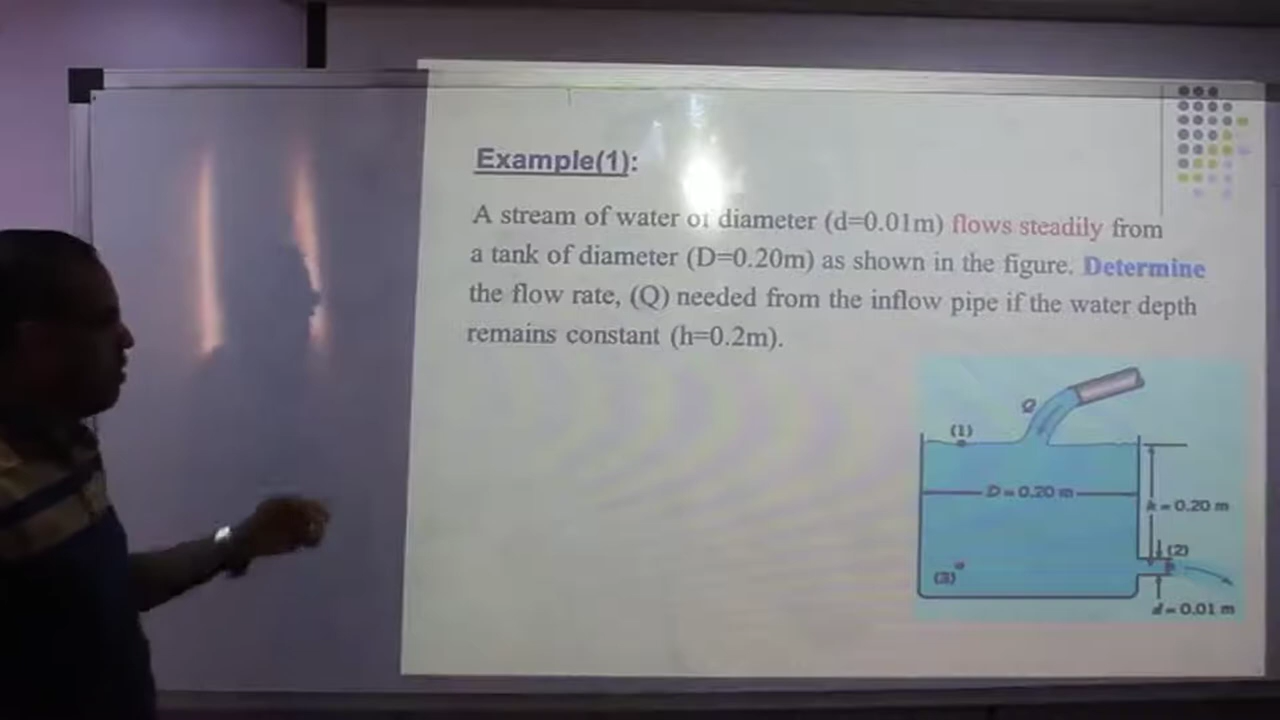 Example(1):
A stream of water of diameter (d=0.01m) flows steadily from
a tank of diameter (D=0.20m) as shown in the figure. Determine
the flow rate, (Q) needed from the inflow pipe if the water depth
remains constant (h=0.2m).
Q
(1)
D = 0.20 m
h = 0.20 m
(2)
(3)
d = 0.01 m